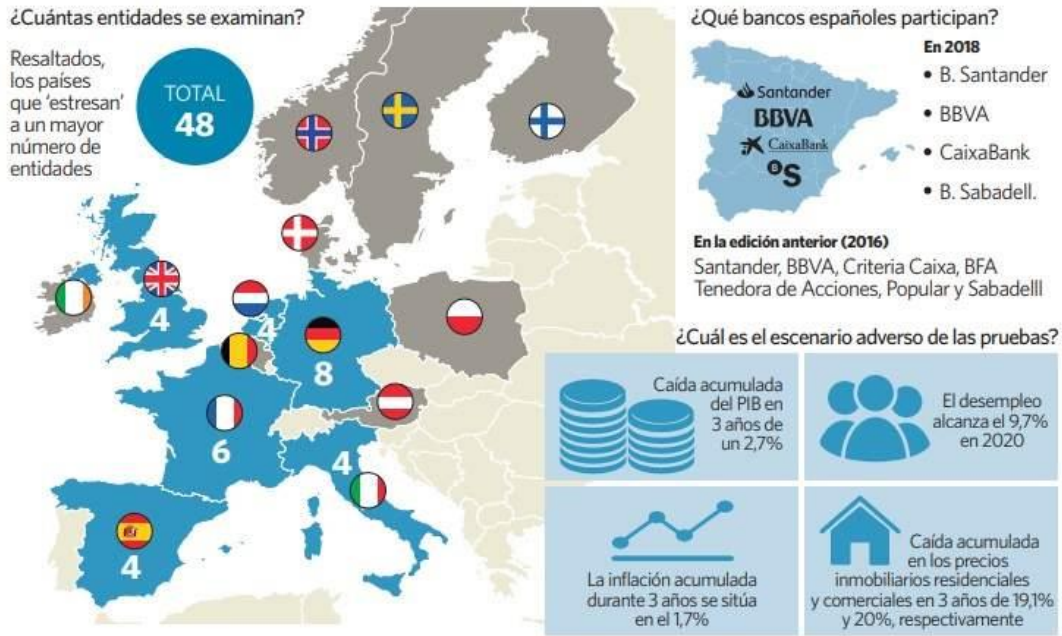 ¿Cuántas entidades se examinan?
Resaltados,
los países
que 'estresan'
a un mayor
número de
entidades
TOTAL
48
4
4
8
6
4
4
¿Qué bancos españoles participan?
Santander
BBVA
CaixaBank
BS
En 2018
• B. Santander
• BBVA
• CaixaBank
• B. Sabadell.
En la edición anterior (2016)
Santander, BBVA, Criteria Caixa, BFA
Tenedora de Acciones, Popular y Sabadelll
¿Cuál es el escenario adverso de las pruebas?
Caída acumulada
del PIB en
3 años de
un 2,7%
El desempleo
alcanza el 9,7%
en 2020
La inflación acumulada
durante 3 años se sitúa
en el 1,7%
Caída acumulada
en los precios
inmobiliarios residenciales
y comerciales en 3 años de 19,1%
y 20%, respectivamente